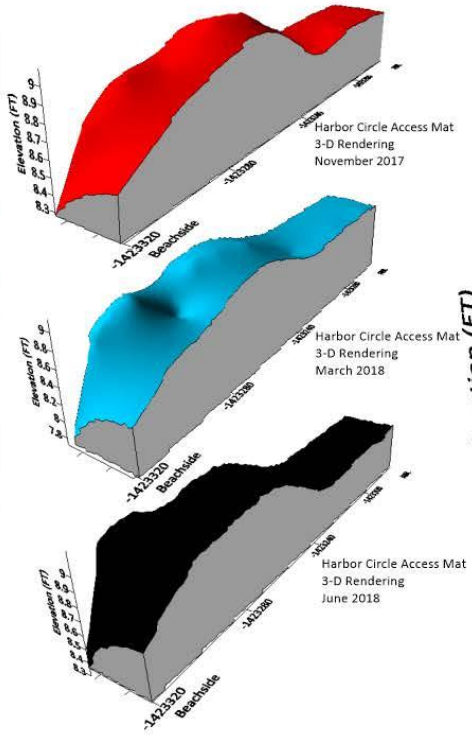 Elevation (FT)
9
8.9
8.8
8.7
8.6
8.5
8.4
8.3
-1423320
Beachside
-1423280
Harbor Circle Access Mat
3-D Rendering
November 2017
Elevation (FT)
9
8.8
8.6
8.4
8.2
8
7.8
-1423320
Beachside
-1423280
-1423240
Harbor Circle Access Mat
3-D Rendering
March 2018
Elevation (FT)
9
8.9
8.8
8.7
8.6
8.5
8.4
8.3
-1423320
Beachside
-1423280
-1423240
Harbor Circle Access Mat
3-D Rendering
June 2018
(FT)